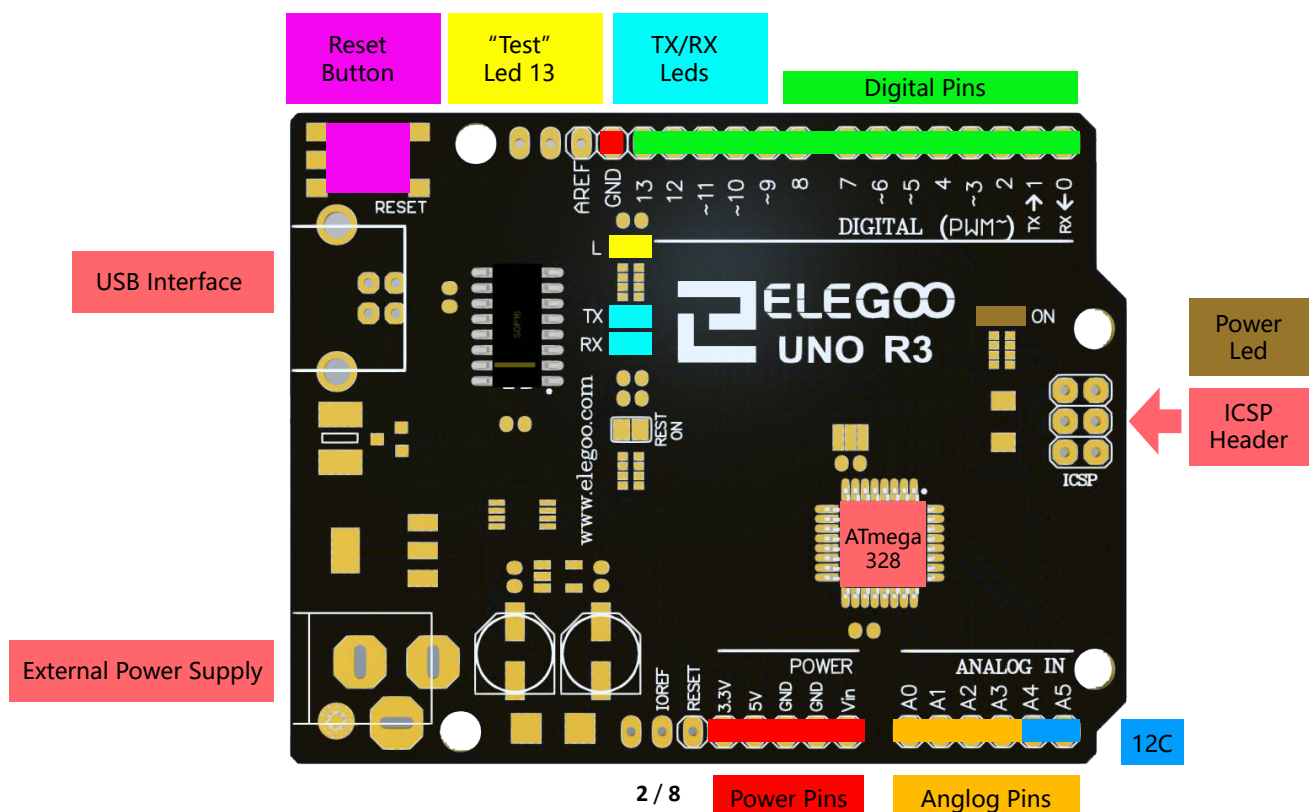 Reset
Button
“Test”
Led 13
TX/RX
Leds
Digital Pins
RESET
AREF
GND
13
12
~11
~10
~9
8
7
~6
~5
4
~3
2
TX→1
RX←0
DIGITAL (PWM~)
L
TX
RX
SOP16
ELEGOO
UNO R3
ON
USB Interface
Power
Led
ICSP
Header
ICSP
REST
ON
www.elegoo.com
ATmega
328
External Power Supply
POWER
ANALOG IN
IOREF
RESET
3.3V
5V
GND
GND
Vin
A0
A1
A2
A3
A4
A5
12C
2 / 8
Power Pins
Anglog Pins